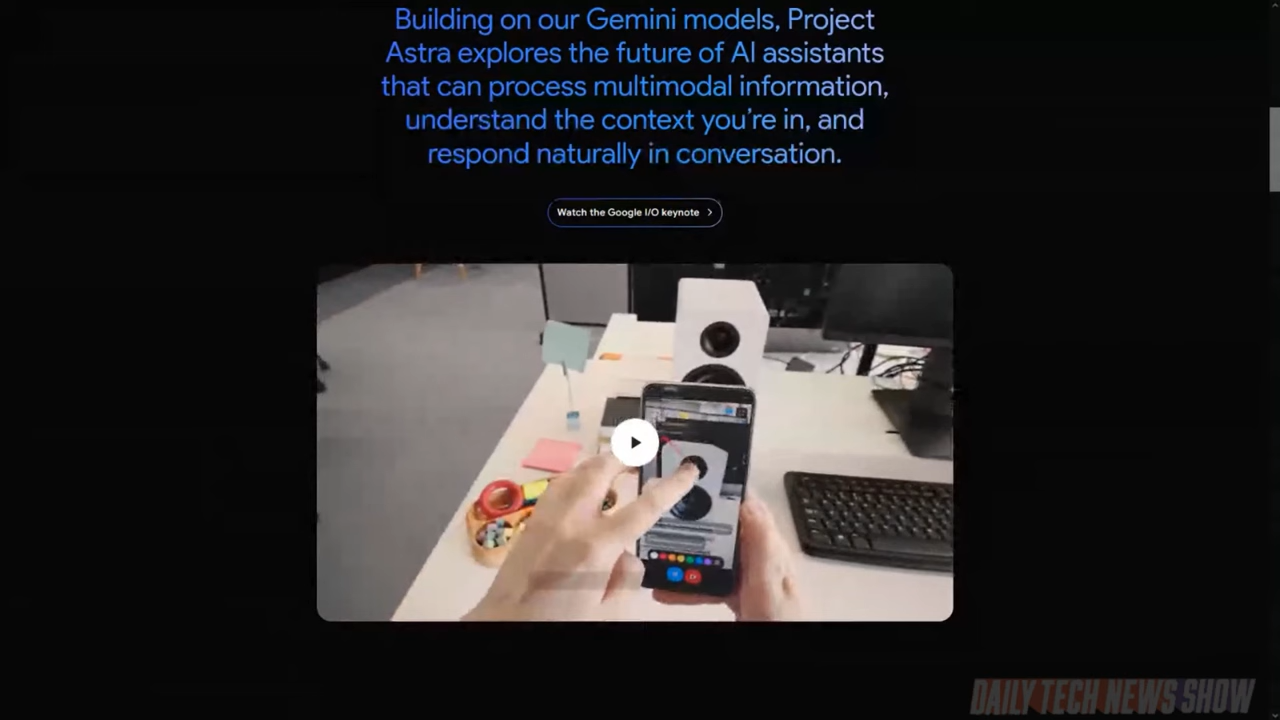 Building on our Gemini models, Project
Astra explores the future of AI assistants
that can process multimodal information,
understand the context you're in, and
respond naturally in conversation.
Watch the Google I/O keynote
DAILY TECH NEWS SHOW